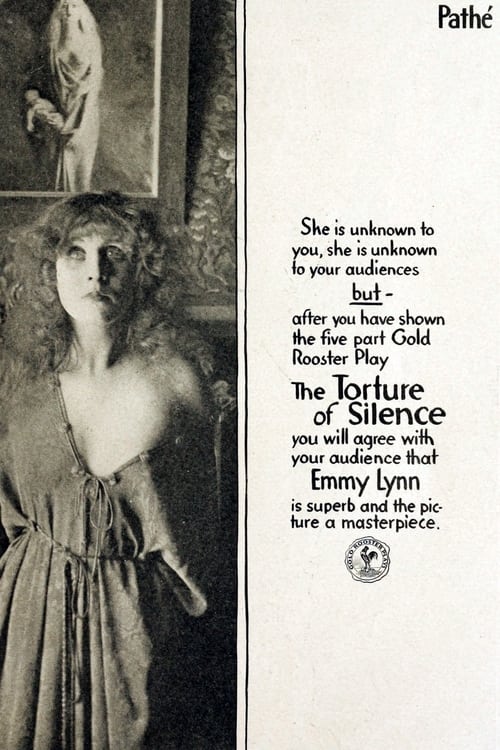 Pathé
She is unknown to
you, she is unknown
to your audiences
but-
after you have shown
the five part Gold
Rooster Play
The Torture
of Silence
you will agree with
your audience that
Emmy Lynn
is superb and the pic-
ture a masterpiece.
GOLD ROOSTER PLAYS